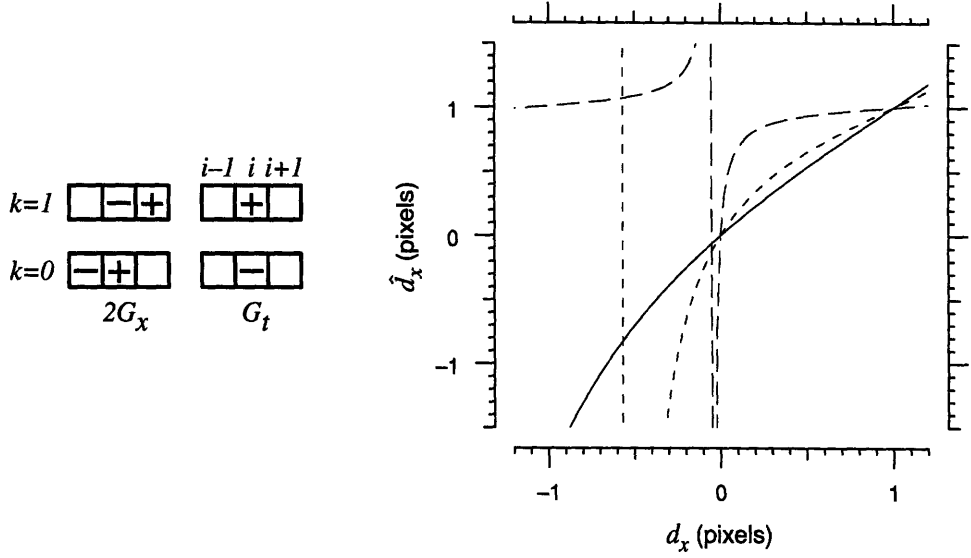 i–1 i i+1
k=1 – + +
k=0 – + –
2Gₓ Gₜ
1
0
–1
d̂ₓ (pixels)
–1 0 1
dₓ (pixels)